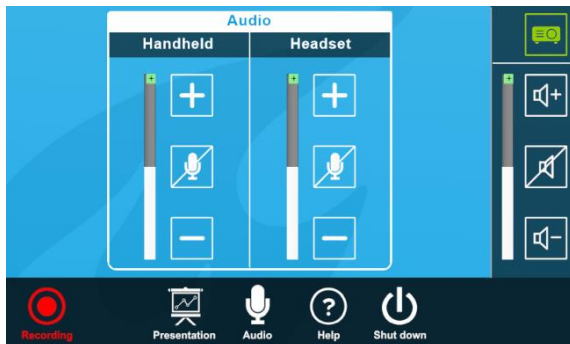 Audio
Handheld Headset
Recording
Presentation
Audio
Help
Shut down